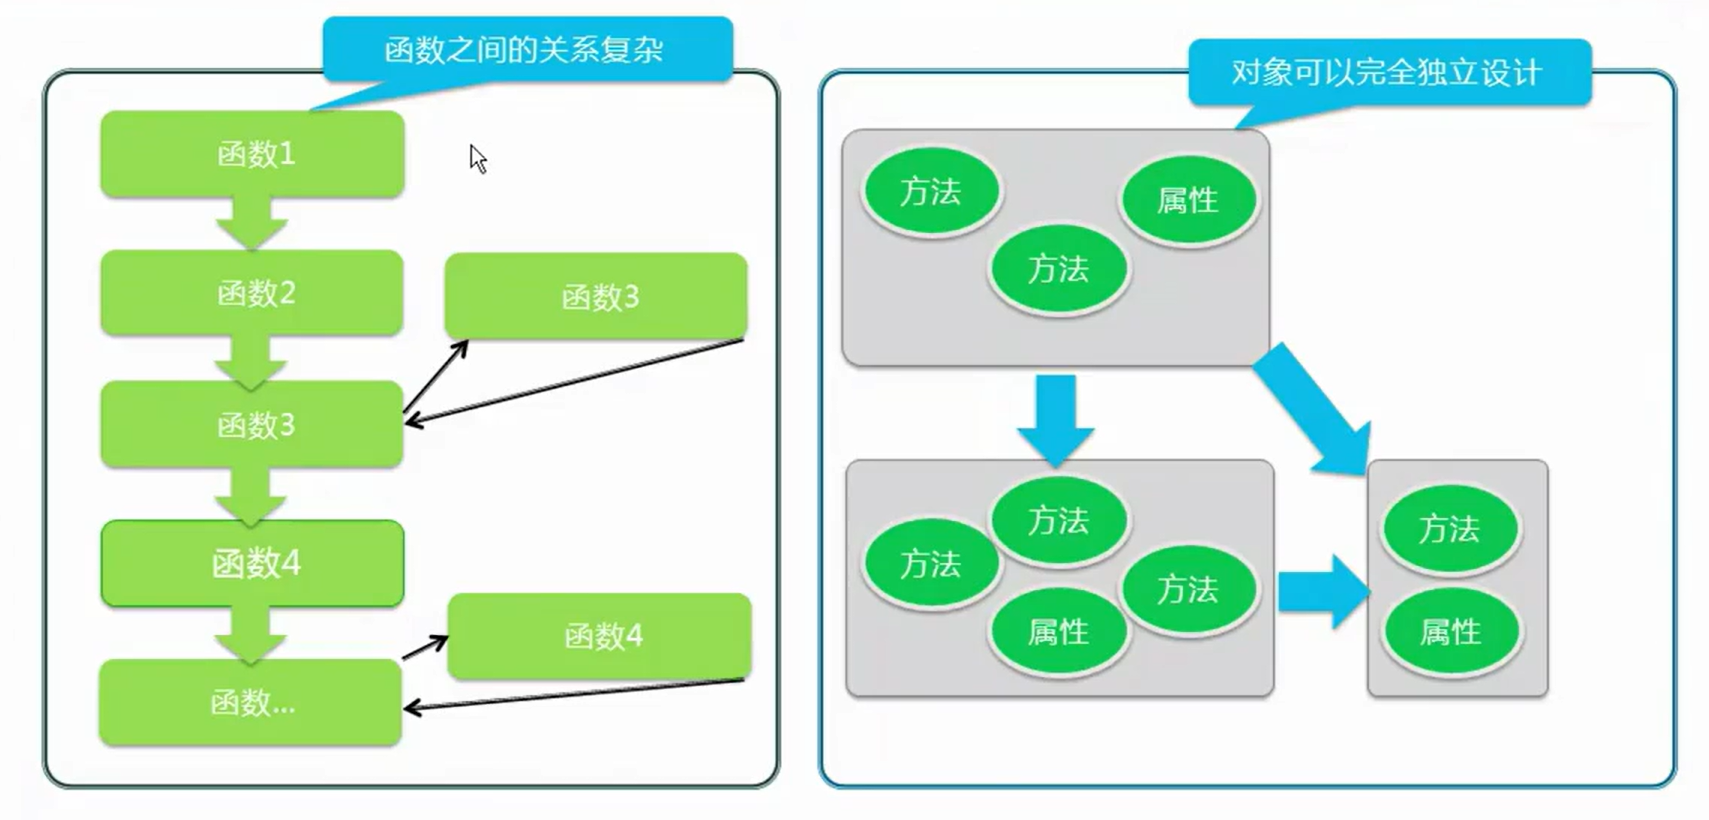 函数之间的关系复杂
函数1
函数2
函数3
函数3
函数4
函数4
函数...
对象可以完全独立设计
方法
属性
方法
方法
方法
方法
属性
方法
属性